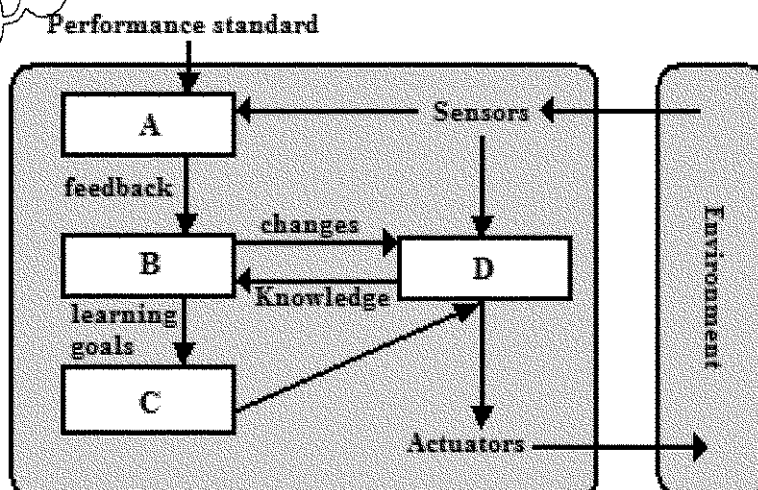 Performance standard
A
Sensors
feedback
changes
B
D
Knowledge
learning
goals
C
Actuators
Environment